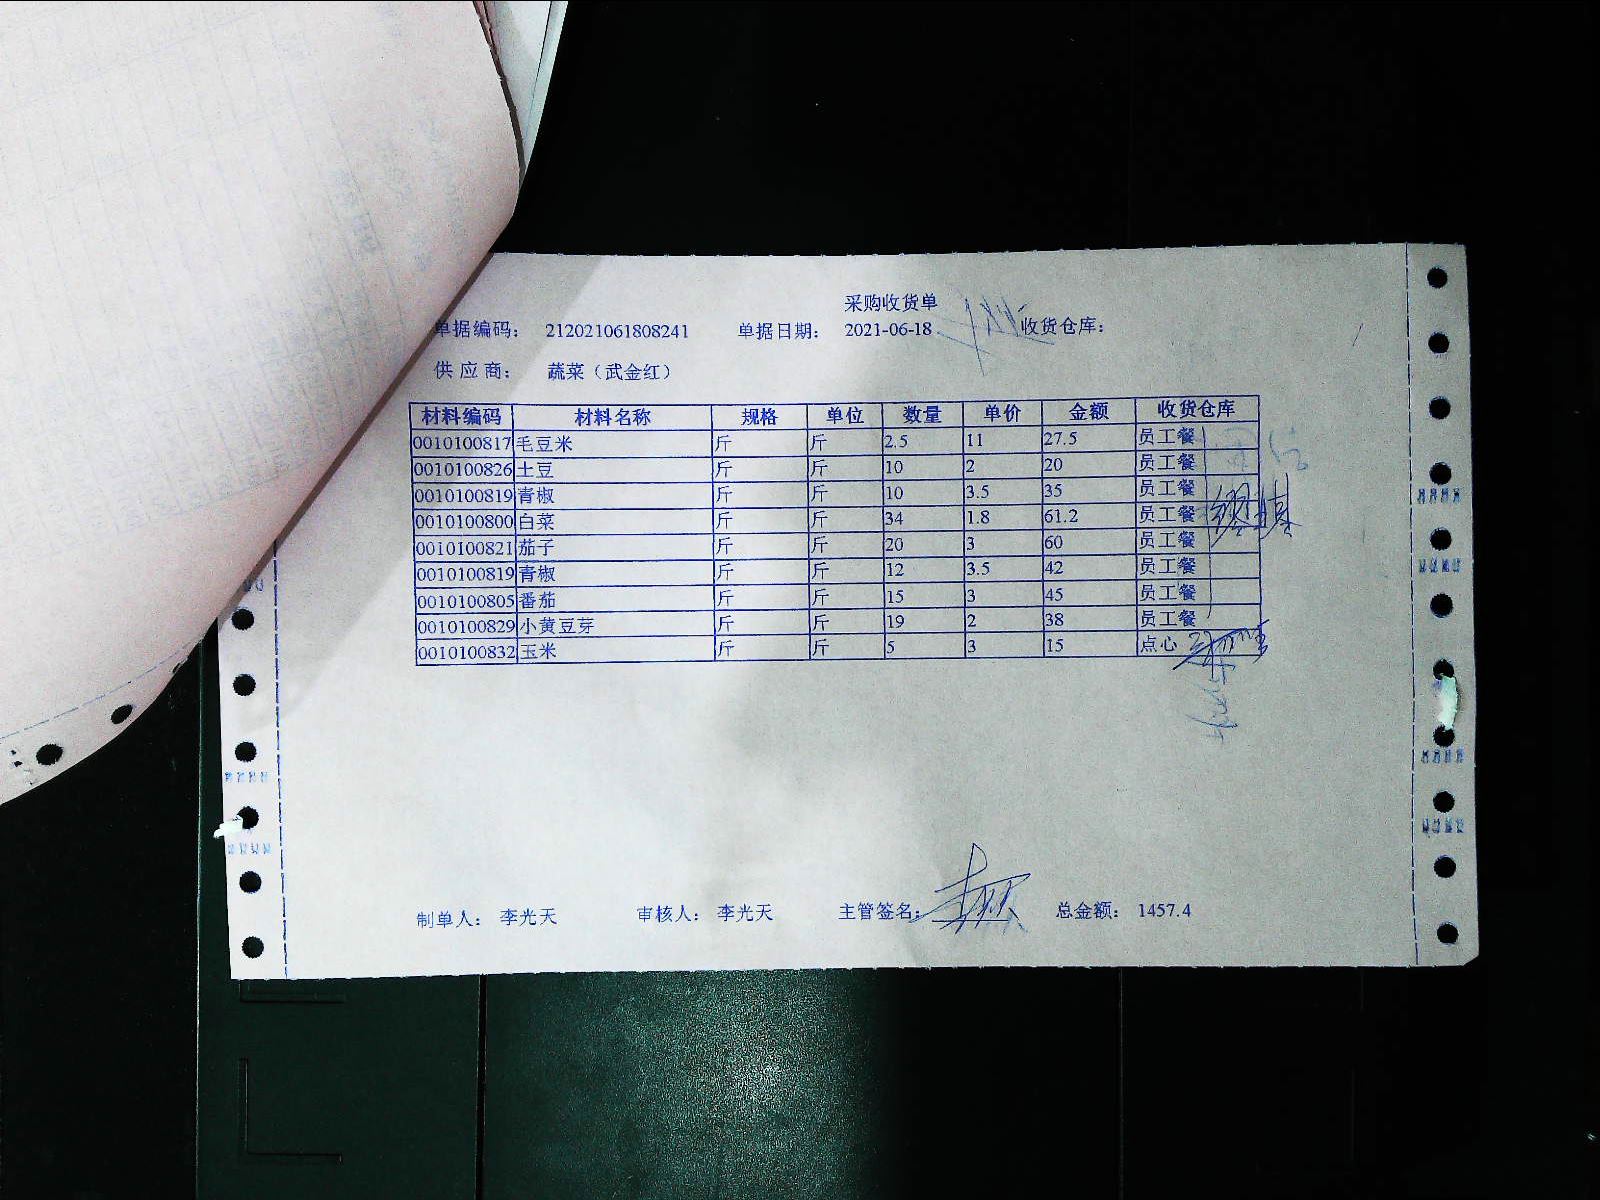 采购收货单
单据编码： 212021061808241 单据日期： 2021-06-18 收货仓库：
供 应 商： 蔬菜（武金红）
材料编码 材料名称 规格 单位 数量 单价 金额 收货仓库
0010100817 毛豆米 斤 斤 2.5 11 27.5 员工餐
0010100826 土豆 斤 斤 10 2 20 员工餐
0010100819 青椒 斤 斤 10 3.5 35 员工餐
0010100800 白菜 斤 斤 34 1.8 61.2 员工餐
0010100821 茄子 斤 斤 20 3 60 员工餐
0010100819 青椒 斤 斤 12 3.5 42 员工餐
0010100805 番茄 斤 斤 15 3 45 员工餐
0010100829 小黄豆芽 斤 斤 19 2 38 员工餐
0010100832 玉米 斤 斤 5 3 15 点心
制单人： 李光天 审核人： 李光天 主管签名： 总金额： 1457.4